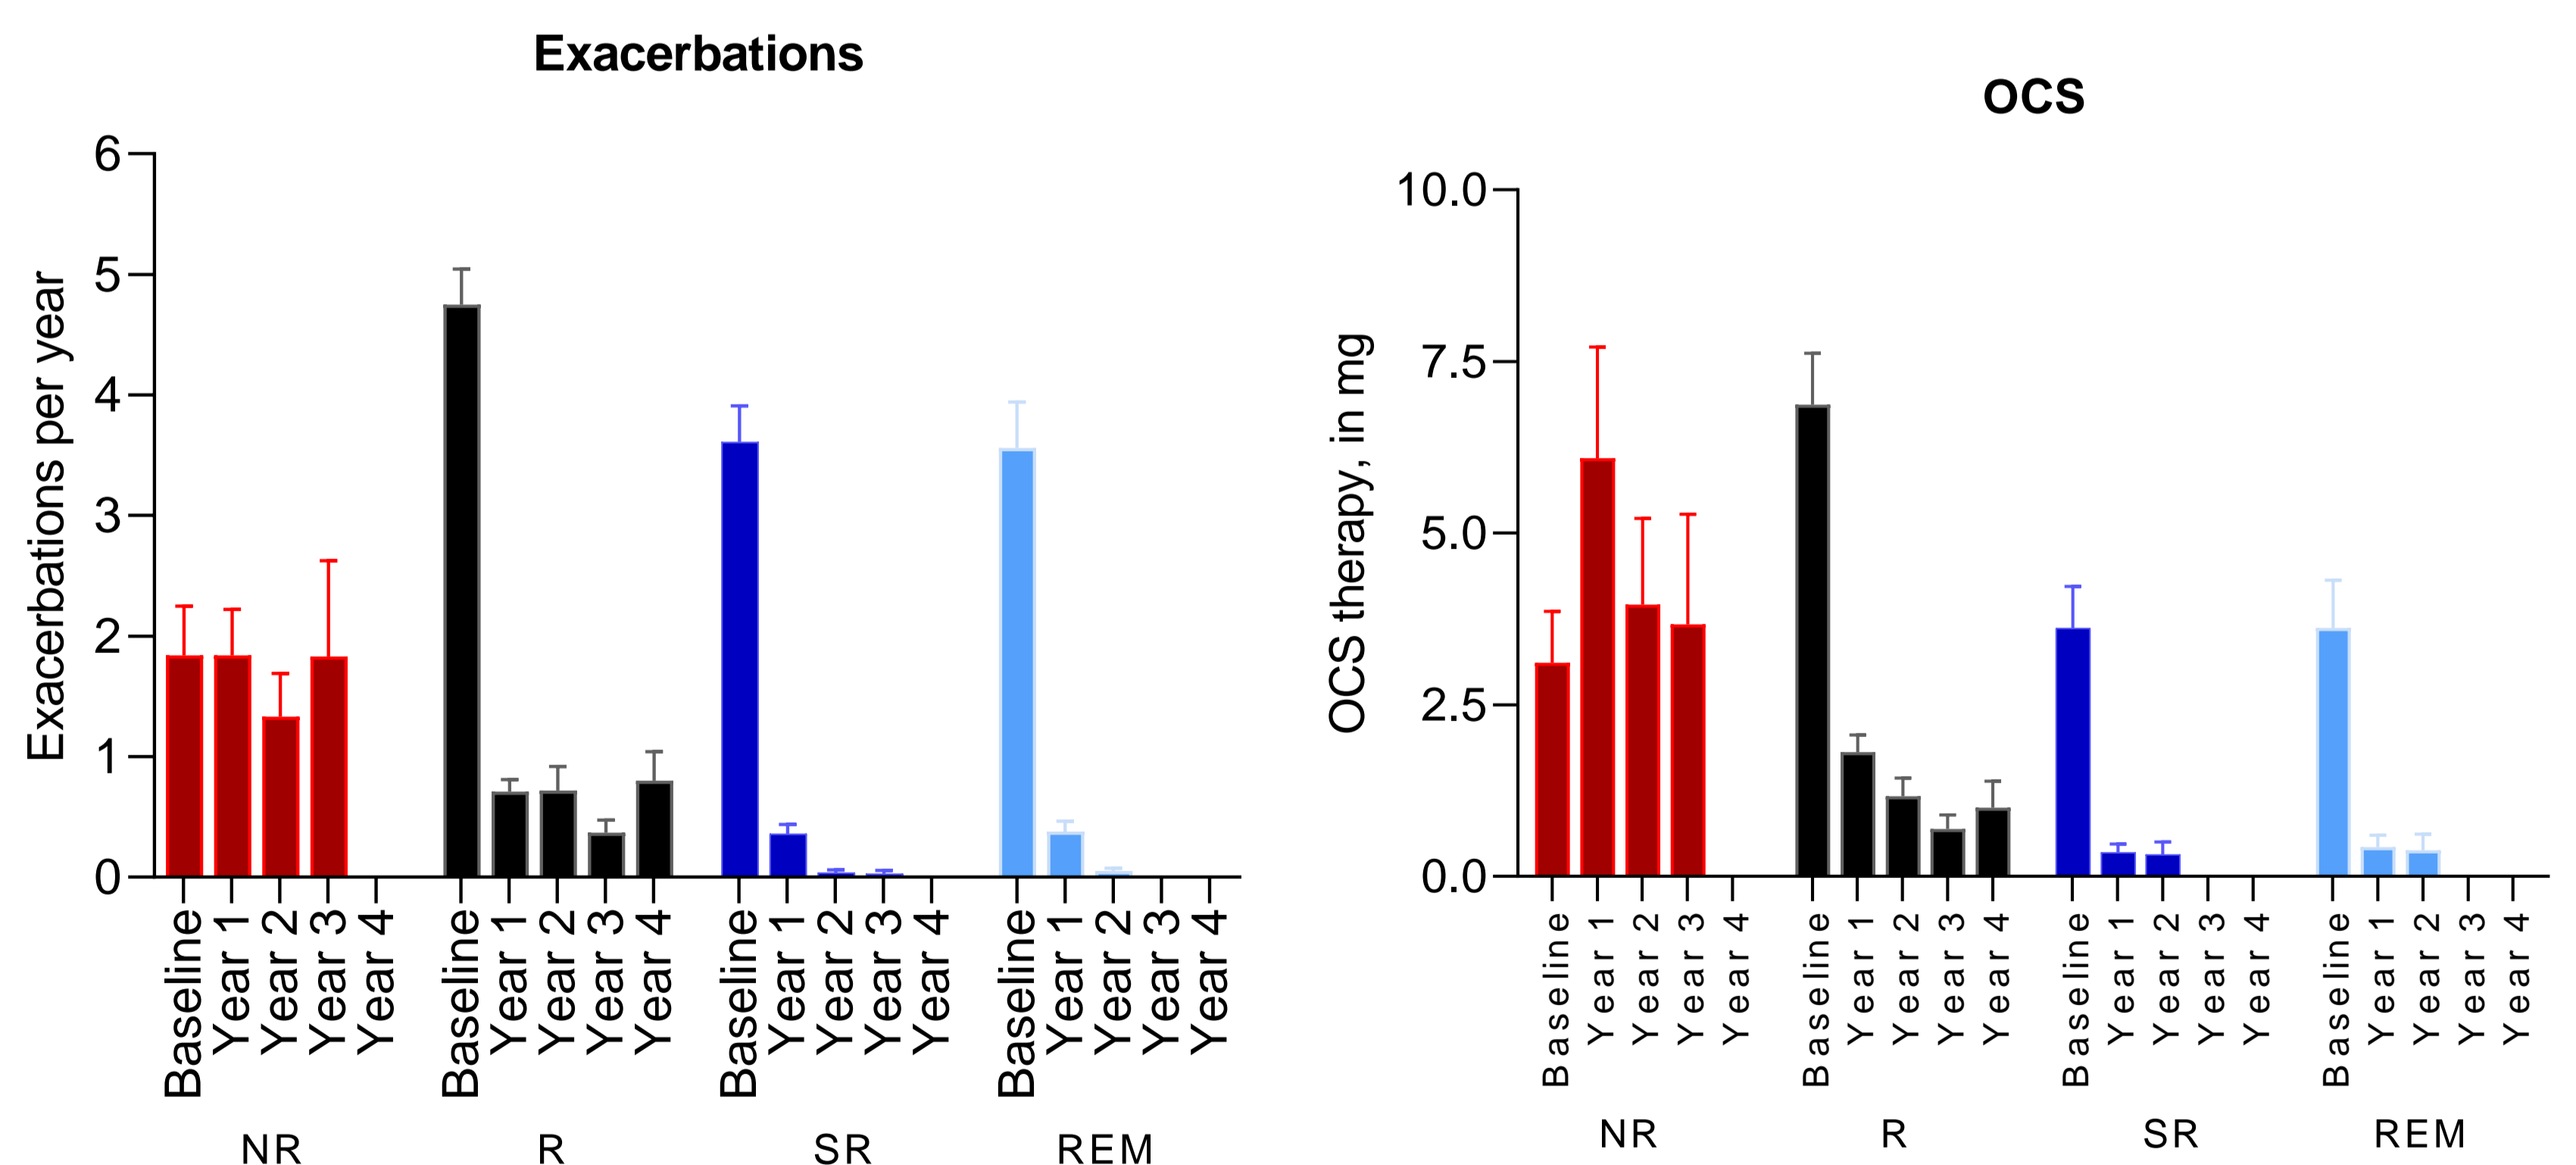 Exacerbations
Exacerbations per year
6
5
4
3
2
1
0
Baseline
Year 1
Year 2
Year 3
Year 4
Baseline
Year 1
Year 2
Year 3
Year 4
Baseline
Year 1
Year 2
Year 3
Year 4
Baseline
Year 1
Year 2
Year 3
Year 4
NR
R
SR
REM
OCS
OCS therapy, in mg
10.0
7.5
5.0
2.5
0.0
Baseline
Year 1
Year 2
Year 3
Year 4
Baseline
Year 1
Year 2
Year 3
Year 4
Baseline
Year 1
Year 2
Year 3
Year 4
Baseline
Year 1
Year 2
Year 3
Year 4
NR
R
SR
REM